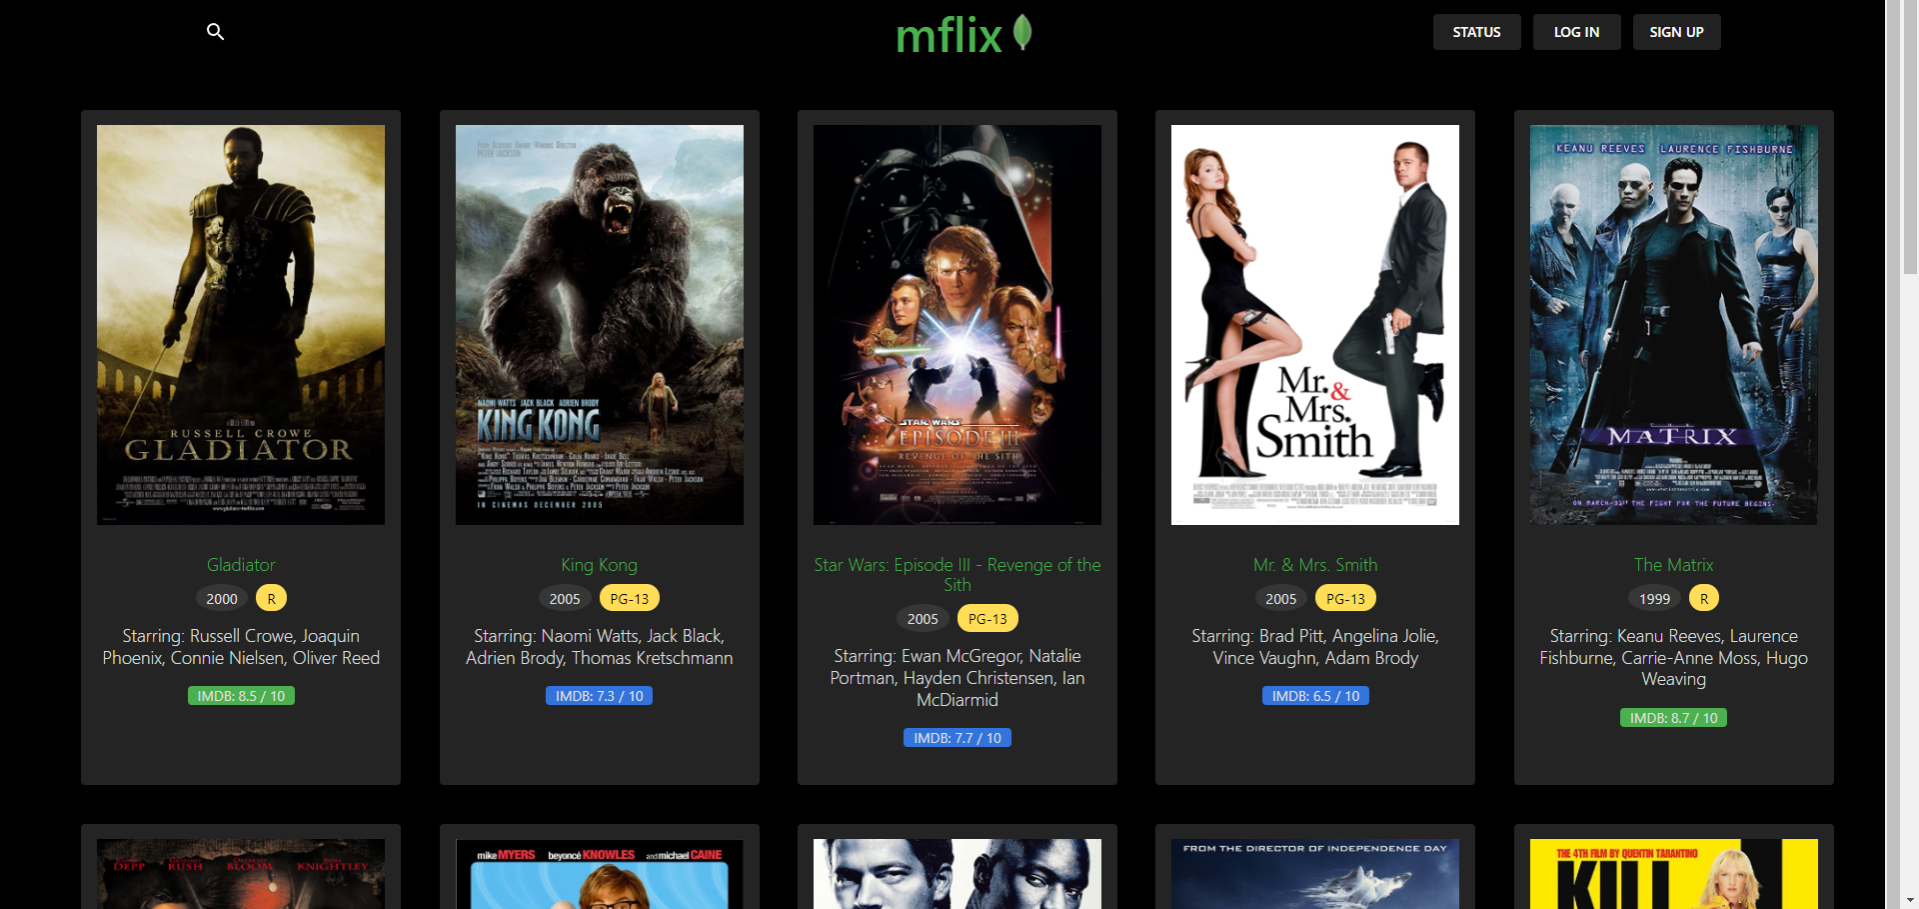 mflix
STATUS
LOG IN
SIGN UP
RUSSELL CROWE
GLADIATOR
PETER JACKSON
NAOMI WATTS JACK BLACK ADRIEN BRODY
KING KONG
IN CINEMAS DECEMBER 2005
STAR WARS
EPISODE III
REVENGE OF THE SITH
Mr. &
Mrs.
Smith
KEANU REEVES LAURENCE FISHBURNE
THE
MATRIX
ON MARCH 31ST THE FIGHT FOR THE FUTURE BEGINS.
Gladiator
2000 R
Starring: Russell Crowe, Joaquin
Phoenix, Connie Nielsen, Oliver Reed
IMDB: 8.5 / 10
King Kong
2005 PG-13
Starring: Naomi Watts, Jack Black,
Adrien Brody, Thomas Kretschmann
IMDB: 7.3 / 10
Star Wars: Episode III - Revenge of the
Sith
2005 PG-13
Starring: Ewan McGregor, Natalie
Portman, Hayden Christensen, Ian
McDiarmid
IMDB: 7.7 / 10
Mr. & Mrs. Smith
2005 PG-13
Starring: Brad Pitt, Angelina Jolie,
Vince Vaughn, Adam Brody
IMDB: 6.5 / 10
The Matrix
1999 R
Starring: Keanu Reeves, Laurence
Fishburne, Carrie-Anne Moss, Hugo
Weaving
IMDB: 8.7 / 10
DEPP RUSH BLOOM KNIGHTLEY
mike MYERS beyoncé KNOWLES and michael CAINE
FROM THE DIRECTOR OF INDEPENDENCE DAY
THE 4TH FILM BY QUENTIN TARANTINO
KILL